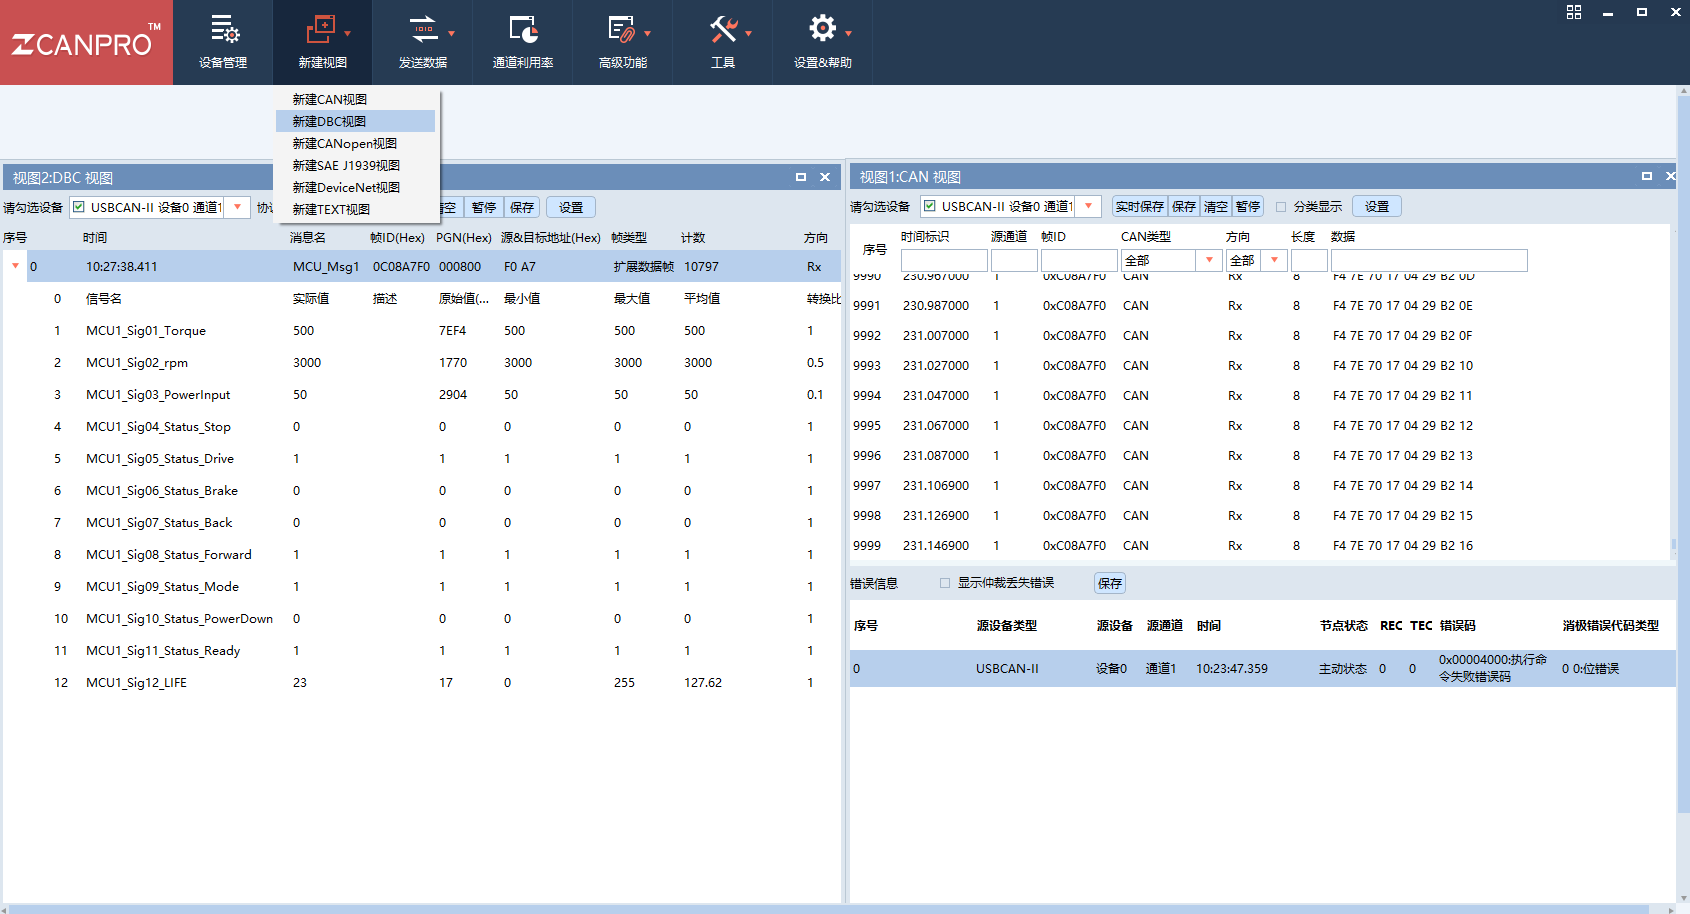 ZCANPRO™
设备管理
新建视图
发送数据
通道利用率
高级功能
工具
设置&帮助
新建CAN视图
新建DBC视图
新建CANopen视图
新建SAE J1939视图
新建DeviceNet视图
新建TEXT视图
视图2:DBC 视图
请勾选设备 USBCAN-II 设备0 通道1 协 空 暂停 保存 设置
序号 时间 消息名 帧ID(Hex) PGN(Hex) 源&目标地址(Hex) 帧类型 计数 方向
0 10:27:38.411 MCU_Msg1 0C08A7F0 000800 F0 A7 扩展数据帧 10797 Rx
0 信号名 实际值 描述 原始值(... 最小值 最大值 平均值 转换比
1 MCU1_Sig01_Torque 500 7EF4 500 500 500 1
2 MCU1_Sig02_rpm 3000 1770 3000 3000 3000 0.5
3 MCU1_Sig03_PowerInput 50 2904 50 50 50 0.1
4 MCU1_Sig04_Status_Stop 0 0 0 0 0 1
5 MCU1_Sig05_Status_Drive 1 1 1 1 1 1
6 MCU1_Sig06_Status_Brake 0 0 0 0 0 1
7 MCU1_Sig07_Status_Back 0 0 0 0 0 1
8 MCU1_Sig08_Status_Forward 1 1 1 1 1 1
9 MCU1_Sig09_Status_Mode 1 1 1 1 1 1
10 MCU1_Sig10_Status_PowerDown 0 0 0 0 0 1
11 MCU1_Sig11_Status_Ready 1 1 1 1 1 1
12 MCU1_Sig12_LIFE 23 17 0 255 127.62 1
视图1:CAN 视图
请勾选设备 USBCAN-II 设备0 通道1 实时保存 保存 清空 暂停 分类显示 设置
序号 时间标识 源通道 帧ID CAN类型 方向 长度 数据
全部 全部
9990 230.967000 1 0xC08A7F0 CAN Rx 8 F4 7E 70 17 04 29 B2 0D
9991 230.987000 1 0xC08A7F0 CAN Rx 8 F4 7E 70 17 04 29 B2 0E
9992 231.007000 1 0xC08A7F0 CAN Rx 8 F4 7E 70 17 04 29 B2 0F
9993 231.027000 1 0xC08A7F0 CAN Rx 8 F4 7E 70 17 04 29 B2 10
9994 231.047000 1 0xC08A7F0 CAN Rx 8 F4 7E 70 17 04 29 B2 11
9995 231.067000 1 0xC08A7F0 CAN Rx 8 F4 7E 70 17 04 29 B2 12
9996 231.087000 1 0xC08A7F0 CAN Rx 8 F4 7E 70 17 04 29 B2 13
9997 231.106900 1 0xC08A7F0 CAN Rx 8 F4 7E 70 17 04 29 B2 14
9998 231.126900 1 0xC08A7F0 CAN Rx 8 F4 7E 70 17 04 29 B2 15
9999 231.146900 1 0xC08A7F0 CAN Rx 8 F4 7E 70 17 04 29 B2 16
错误信息 显示仲裁丢失错误 保存
序号 源设备类型 源设备 源通道 时间 节点状态 REC TEC 错误码 消极错误代码类型
0 USBCAN-II 设备0 通道1 10:23:47.359 主动状态 0 0 0x00004000:执行命 0 0:位错误
令失败错误码